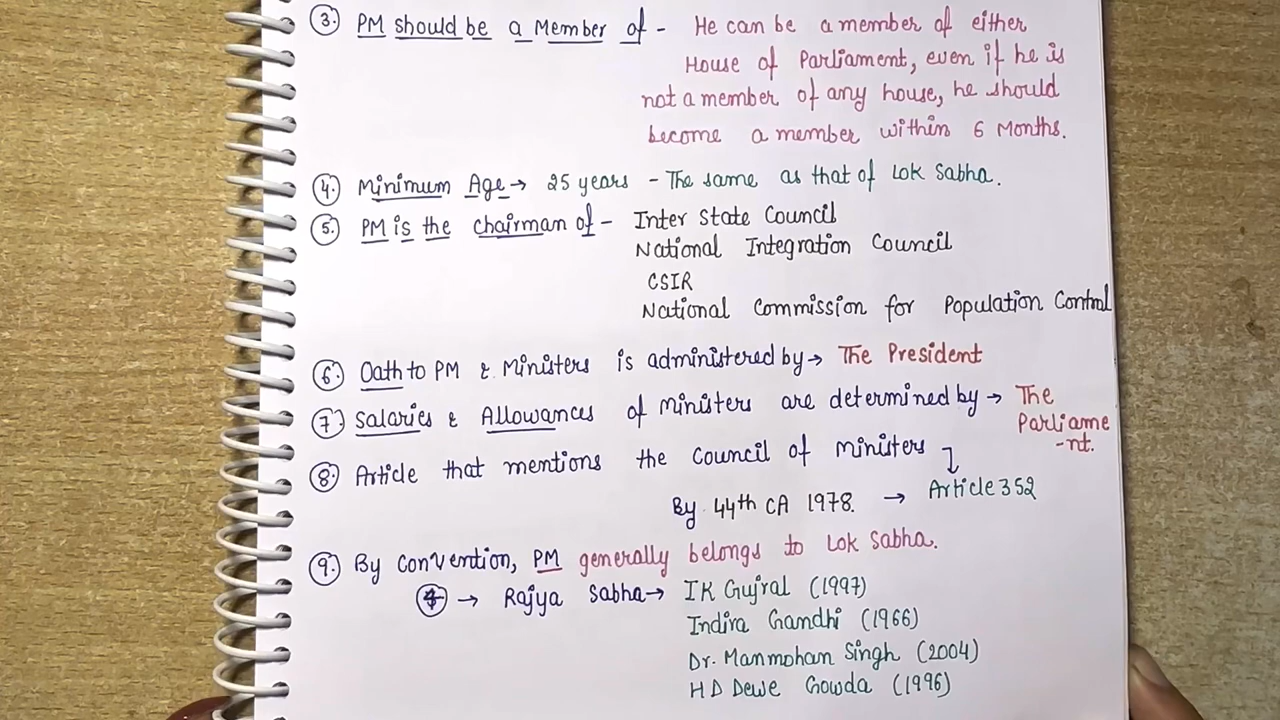 3. PM should be a Member of - He can be a member of either
House of Parliament, even if he is
not a member of any house, he should
become a member within 6 Months.
4. Minimum Age → 25 years - The same as that of Lok Sabha.
5. PM is the chairman of - Inter State Council
National Integration Council
CSIR
National Commission for Population Control
6. Oath to PM & Ministers is administered by → The President
7. Salaries & Allowances of Ministers are determined by → The
Parliame
-nt.
8. Article that mentions the Council of Ministers
By 44th CA 1978. → Article 352
9. By Convention, PM generally belongs to Lok Sabha.
4 → Rajya Sabha → IK Gujral (1997)
Indira Gandhi (1966)
Dr. Manmohan Singh (2004)
H D Dewe Gowda (1996)